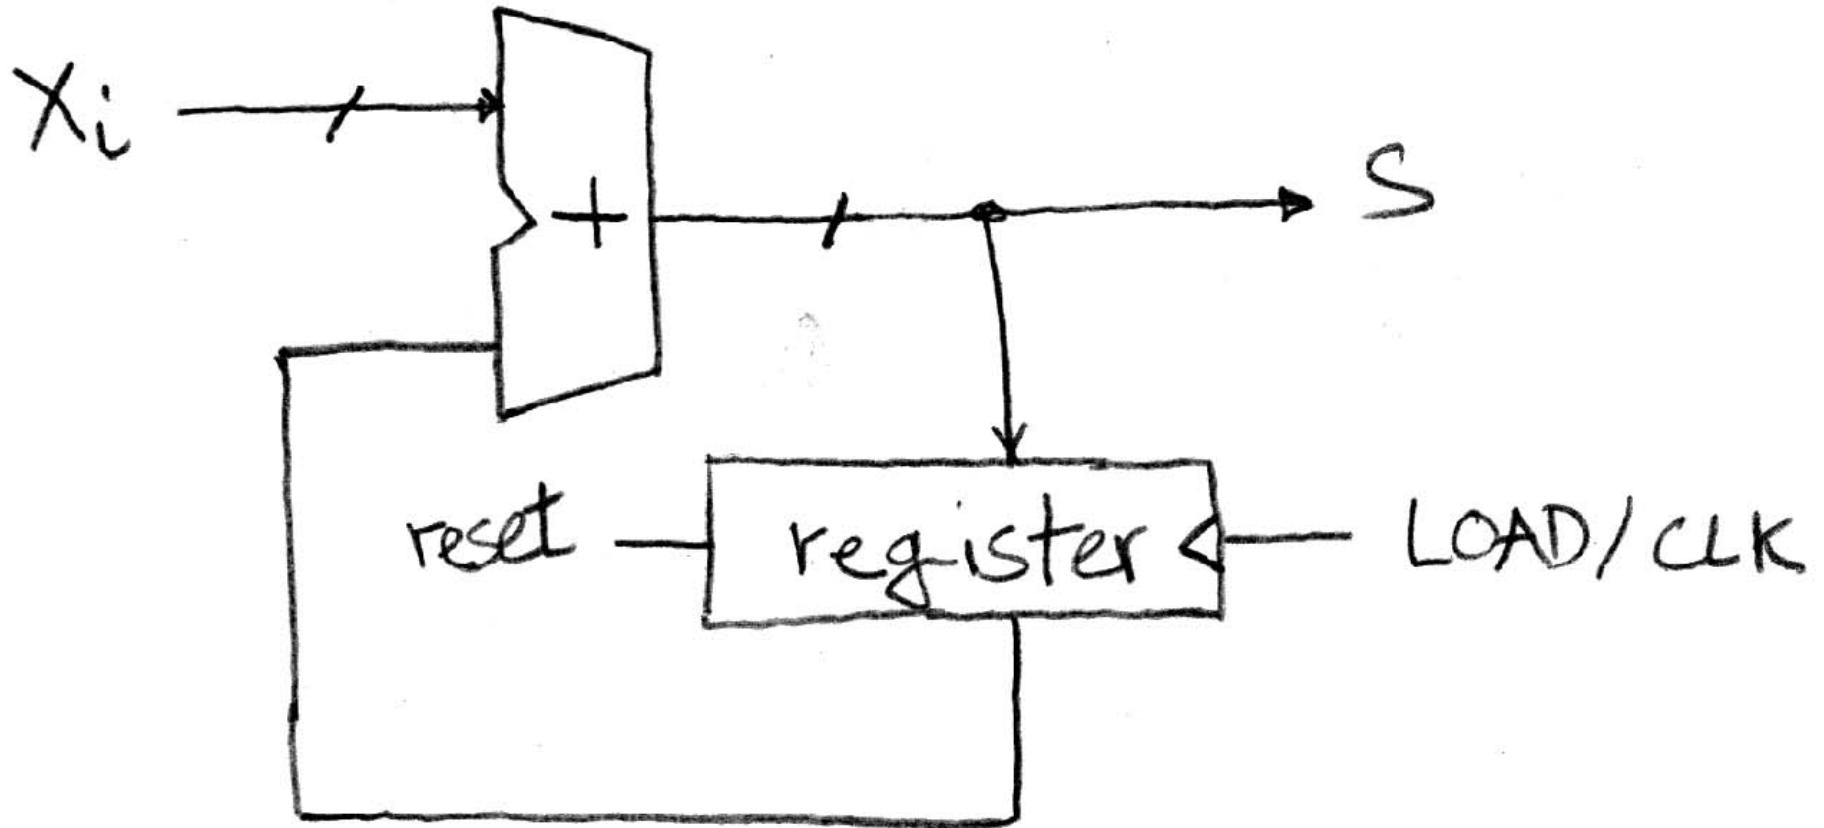 Xi
+
S
reset
register
LOAD/CLK